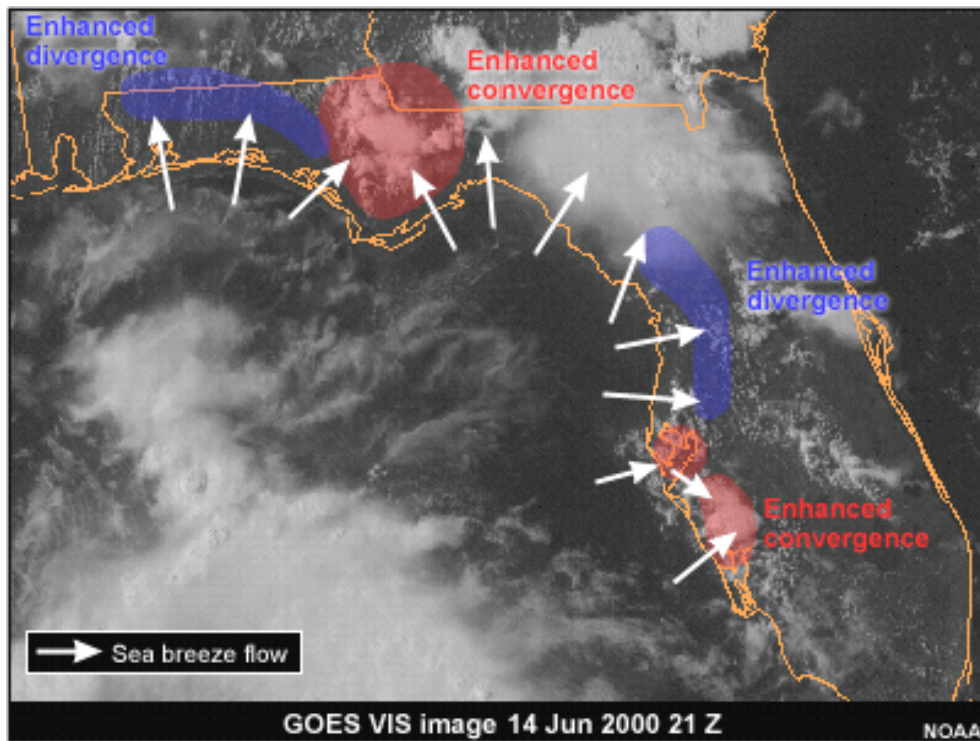 Enhanced
divergence
Enhanced
convergence
Enhanced
divergence
Enhanced
convergence
Sea breeze flow
GOES VIS image 14 Jun 2000 21 Z
NOAA